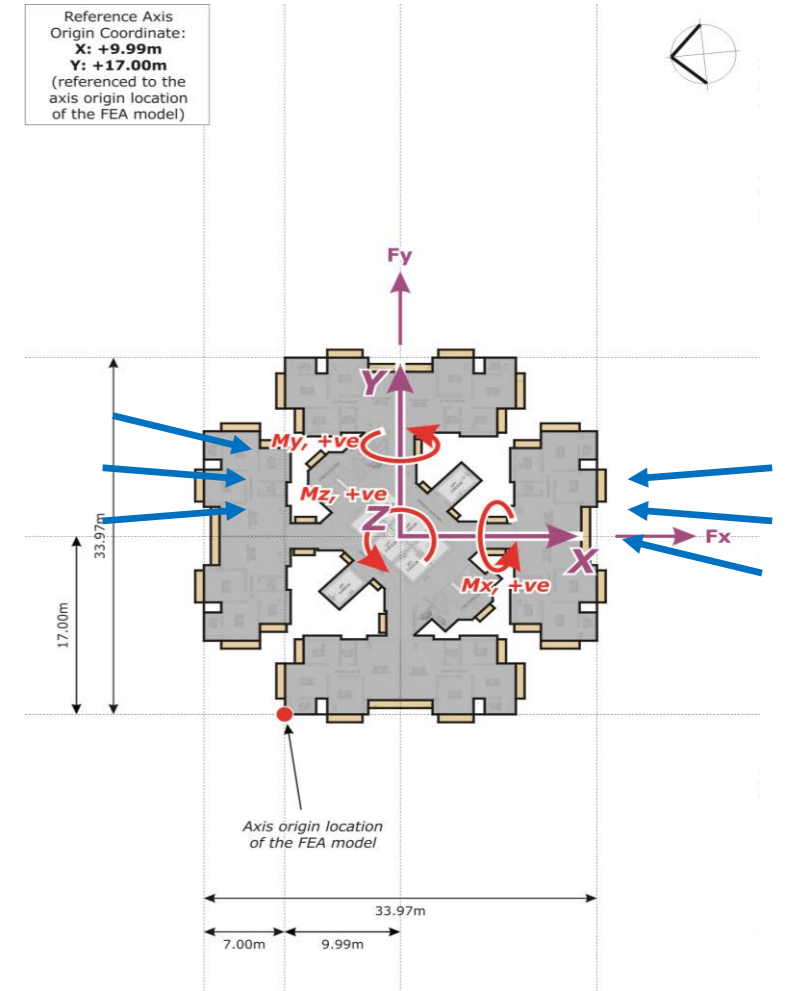 Reference Axis
Origin Coordinate:
X: +9.99m
Y: +17.00m
(referenced to the
axis origin location
of the FEA model)
Fy
Y
My, +ve
Mz, +ve
Z
Fx
X
Mx, +ve
33.97m
17.00m
Axis origin location
of the FEA model
33.97m
7.00m
9.99m